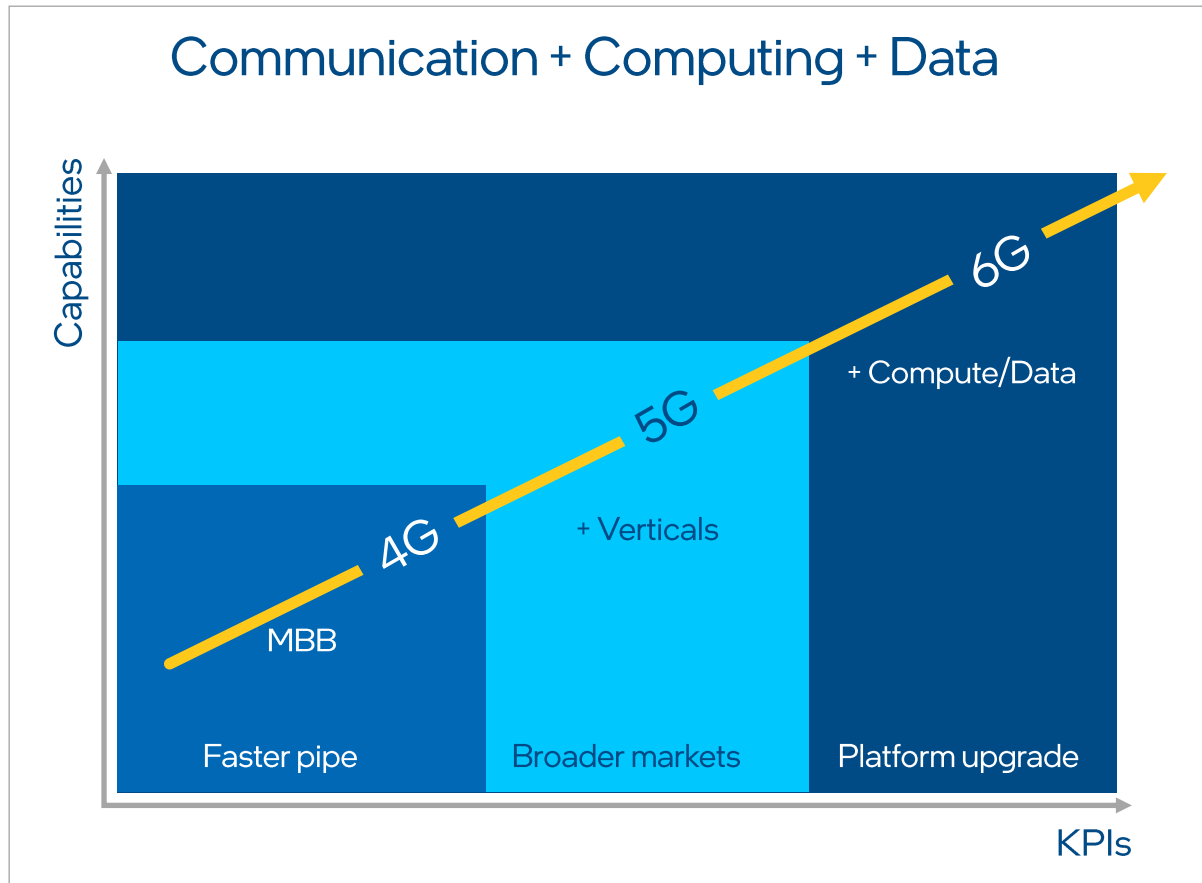 Communication + Computing + Data
Capabilities
6G
+ Compute/Data
5G
+ Verticals
4G
MBB
Faster pipe
Broader markets
Platform upgrade
KPIs